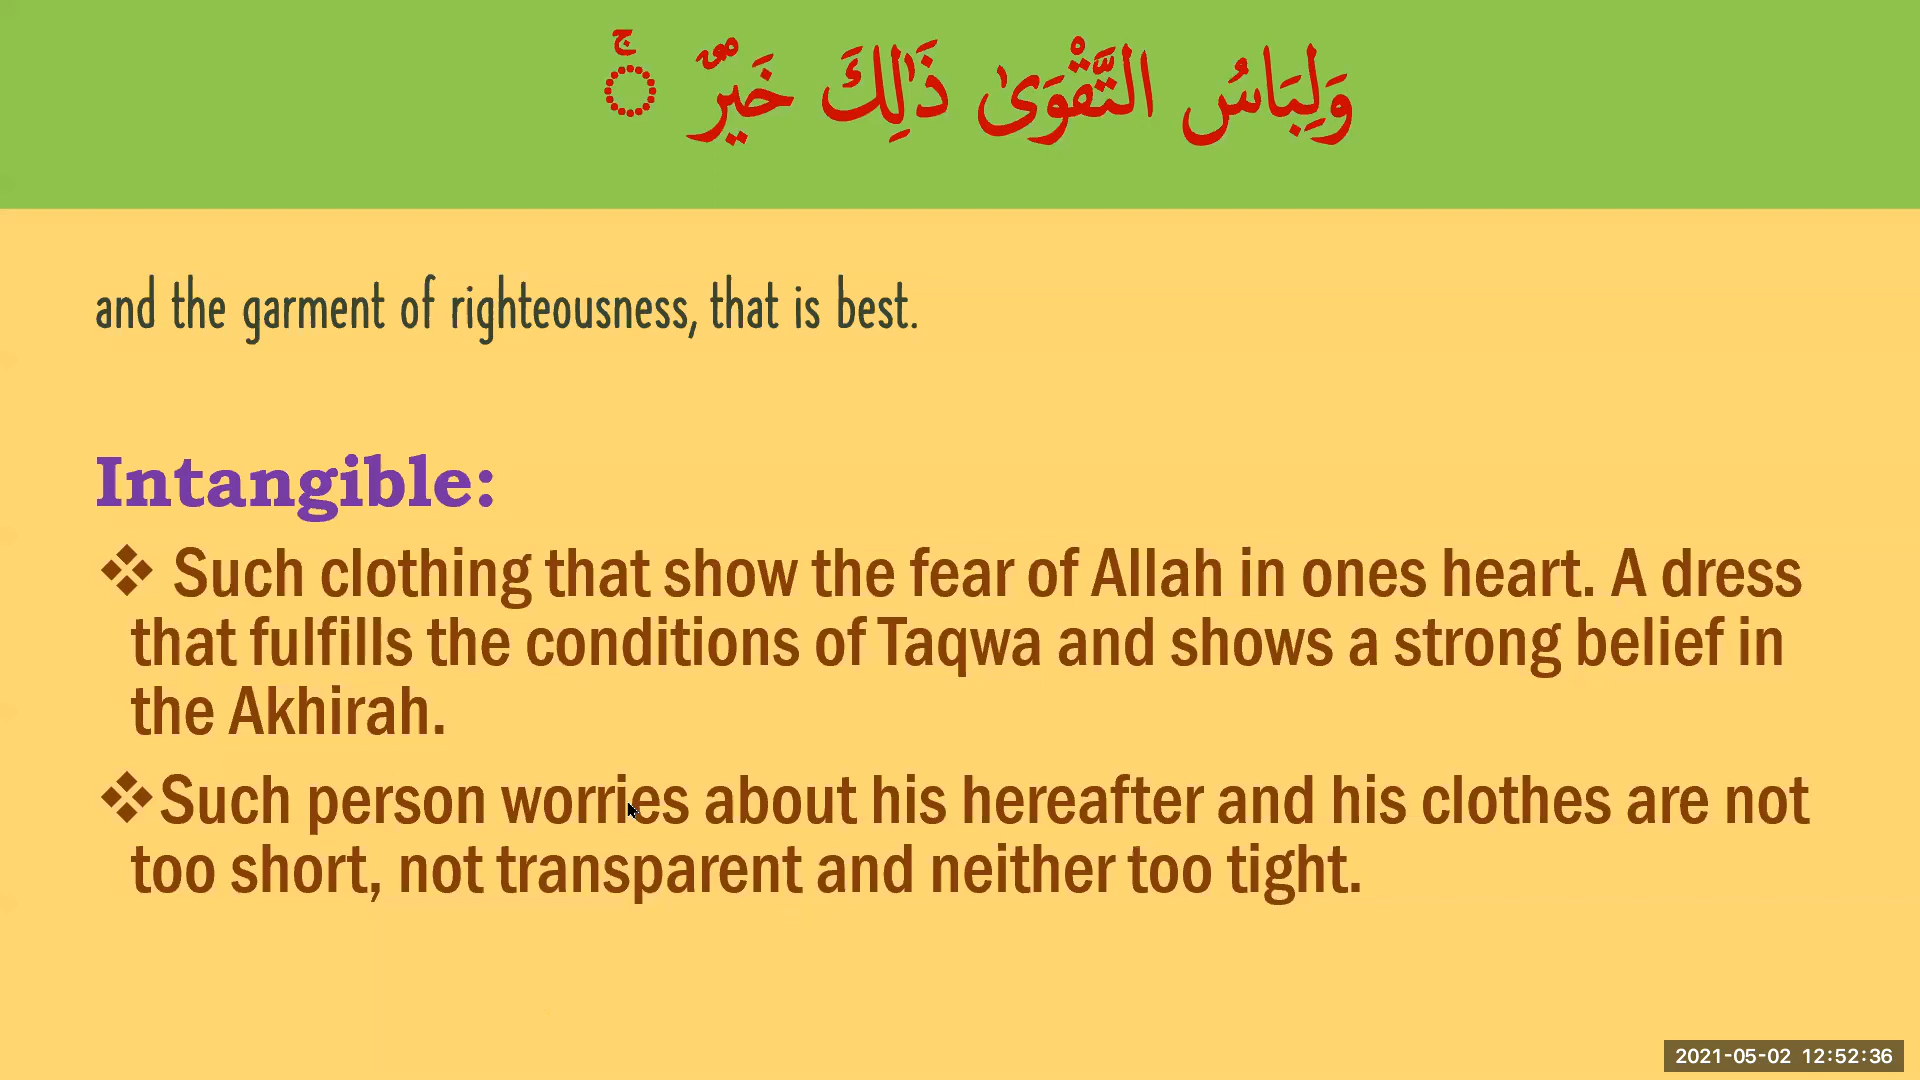 وَلِبَاسُ التَّقْوَىٰ ذَٰلِكَ خَيْرٌ ۚ
and the garment of righteousness, that is best.
Intangible:
❖ Such clothing that show the fear of Allah in ones heart. A dress
that fulfills the conditions of Taqwa and shows a strong belief in
the Akhirah.
❖Such person worries about his hereafter and his clothes are not
too short, not transparent and neither too tight.
2021-05-02 12:52:36